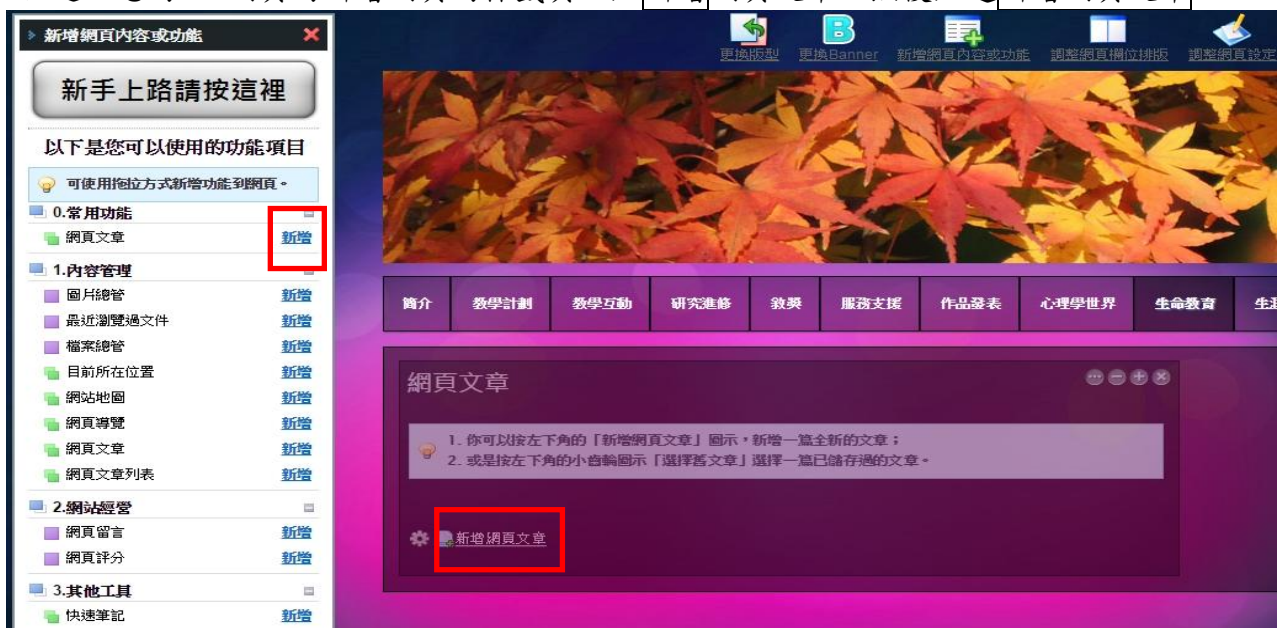 新增網頁內容或功能
新手上路請按這裡
以下是您可以使用的功能項目
可使用拖拉方式新增功能到網頁。
0.常用功能
網頁文章 新增
1.內容管理
圖片總管 新增
最近瀏覽過文件 新增
檔案總管 新增
目前所在位置 新增
網站地圖 新增
網頁導覽 新增
網頁文章 新增
網頁文章列表 新增
2.網站經營
網頁留言 新增
網頁評分 新增
3.其他工具
快速筆記 新增
更換版型 更換Banner 新增網頁內容或功能 調整網頁欄位排版 調整網頁設定
簡介 教學計劃 教學互動 研究進修 敘獎 服務支援 作品發表 心理學世界 生命教育
網頁文章
1. 你可以按左下角的「新增網頁文章」圖示,新增一篇全新的文章;
2. 或是按左下角的小齒輪圖示「選擇舊文章」選擇一篇已儲存過的文章。
新增網頁文章